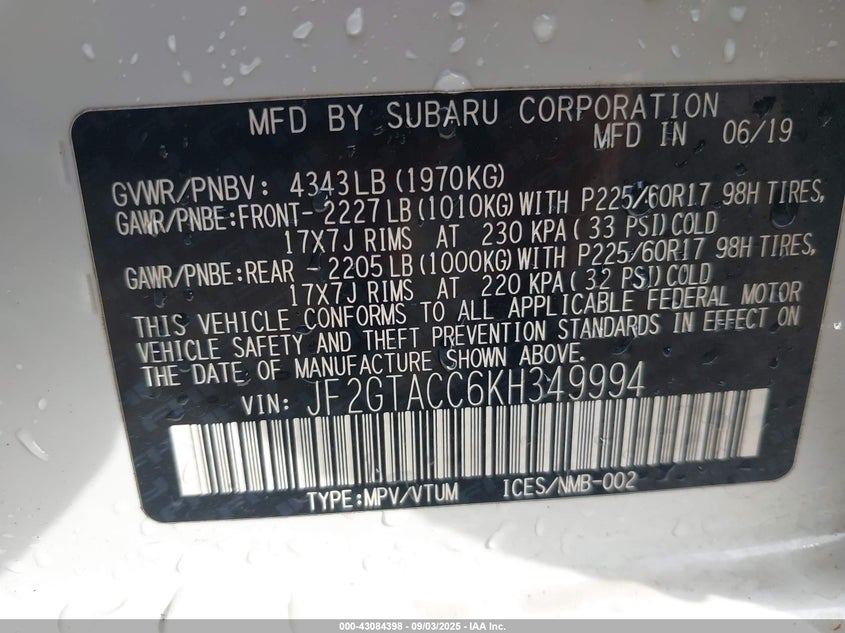 MFD BY SUBARU CORPORATION
MFD IN 06/19
GVWR/PNBV: 4343LB (1970KG)
GAWR/PNBE:FRONT- 2227 LB (1010KG) WITH P225/60R17 98H TIRES,
17X7J RIMS AT 230 KPA ( 33 PSI) COLD
GAWR/PNBE:REAR - 2205 LB (1000KG) WITH P225/60R17 98H TIRES,
17X7J RIMS AT 220 KPA ( 32 PSI) COLD
THIS VEHICLE CONFORMS TO ALL APPLICABLE FEDERAL MOTOR
VEHICLE SAFETY AND THEFT PREVENTION STANDARDS IN EFFECT ON
THE DATE OF MANUFACTURE SHOWN ABOVE.
VIN: JF2GTACC6KH349994
TYPE:MPV/VTUM ICES/NMB-002
000-43084398 - 09/03/2025 - IAA Inc.